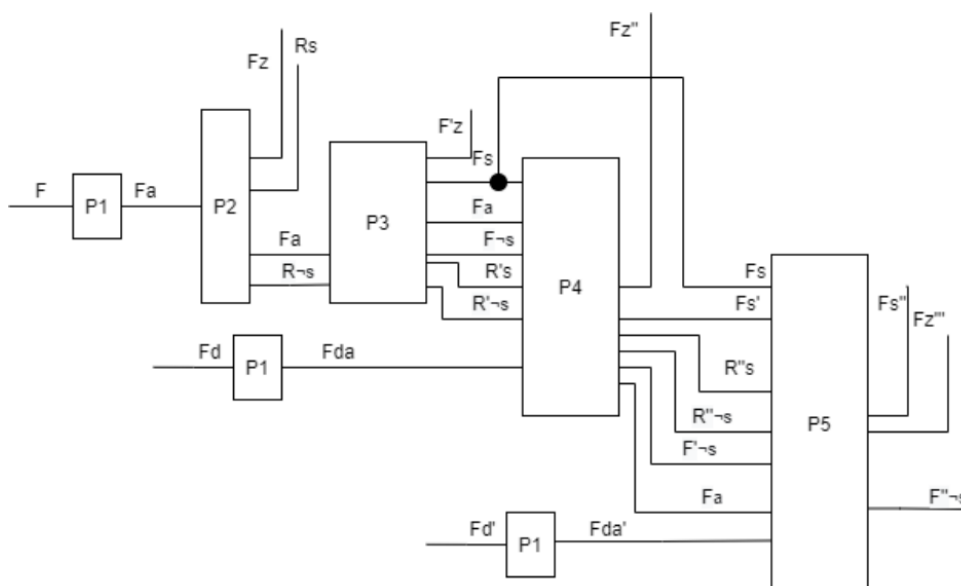 Fz"
Rs
Fz
F'z
Fs
F
Fa
P1
P2
P3
Fa
Fa
F¬s
R¬s
R's
R'¬s
P4
Fs
Fs'
Fs"
Fz'"
Fd
P1
Fda
R"s
R"¬s
P5
F'¬s
Fa
F"¬s
Fd'
P1
Fda'